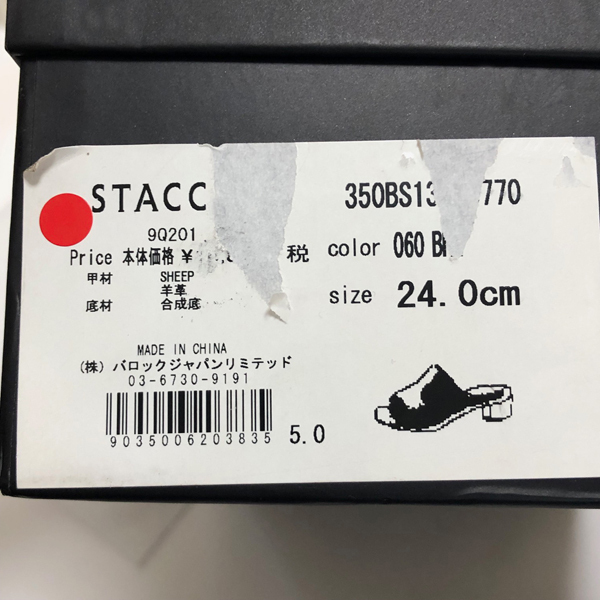 STACC
350BS13 770
9Q201
Price 本体価格 ¥ 税
color 060
size 24.0cm
甲材 SHEEP
羊革
底材 合成底
MADE IN CHINA
(株) バロックジャパンリミテッド
03-6730-9191
9035006203835
5.0